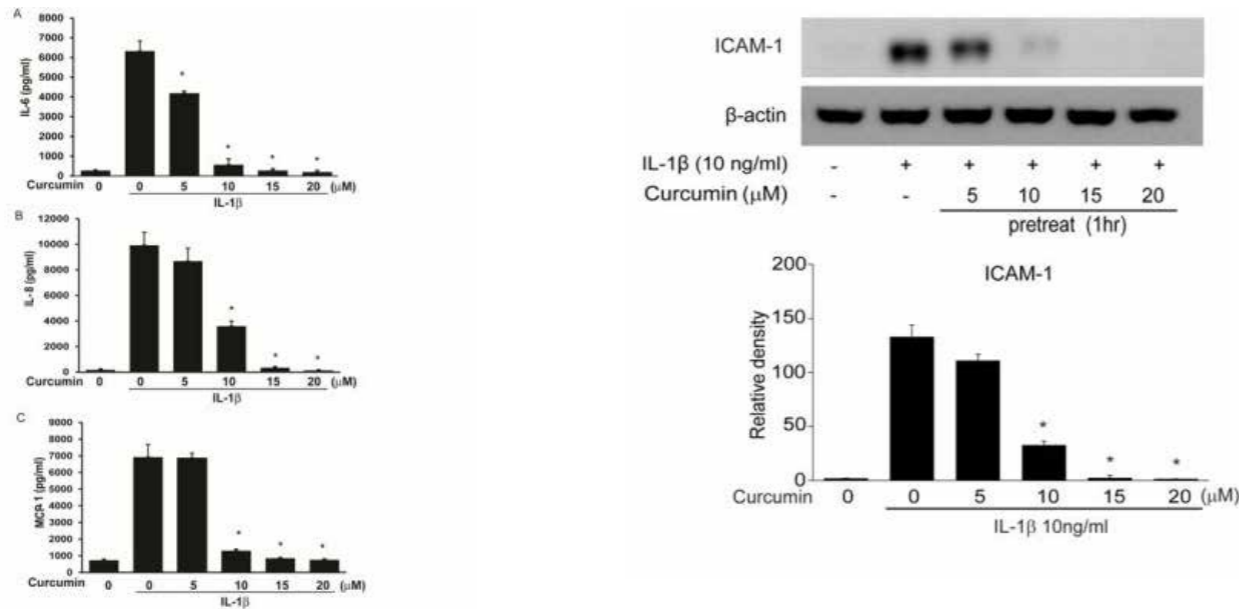 A
8000
7000
6000
5000
4000
3000
2000
1000
0
IL-6 (pg/ml)
*
*
*
*
Curcumin 0 0 5 10 15 20 (μM)
IL-1β
B
12000
10000
8000
6000
4000
2000
0
IL-8 (pg/ml)
*
*
*
Curcumin 0 0 5 10 15 20 (μM)
IL-1β
C
9000
8000
7000
6000
5000
4000
3000
2000
1000
0
MCP-1 (pg/ml)
*
*
*
Curcumin 0 0 5 10 15 20 (μM)
IL-1β
ICAM-1
β-actin
IL-1β (10 ng/ml) - + + + + +
Curcumin (μM) - - 5 10 15 20
pretreat (1hr)
ICAM-1
200
150
100
50
0
Relative density
*
*
*
Curcumin 0 0 5 10 15 20 (μM)
IL-1β 10ng/ml